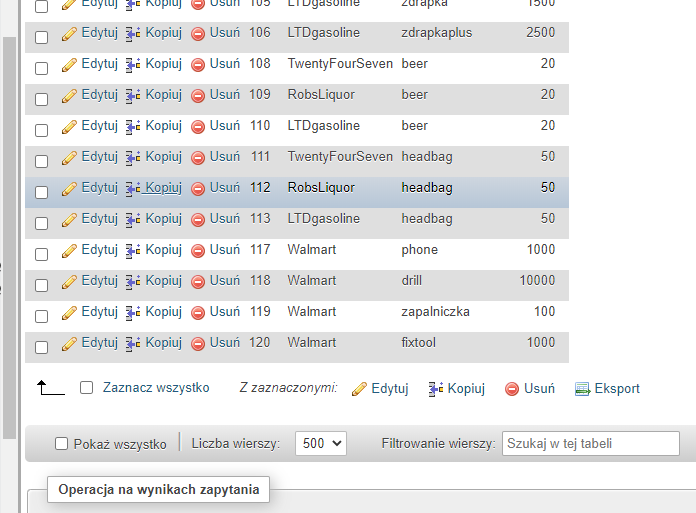 Edytuj Kopiuj Usuń 105 LTDgasoline zdrapka 1500
Edytuj Kopiuj Usuń 106 LTDgasoline zdrapkaplus 2500
Edytuj Kopiuj Usuń 108 TwentyFourSeven beer 20
Edytuj Kopiuj Usuń 109 RobsLiquor beer 20
Edytuj Kopiuj Usuń 110 LTDgasoline beer 20
Edytuj Kopiuj Usuń 111 TwentyFourSeven headbag 50
Edytuj Kopiuj Usuń 112 RobsLiquor headbag 50
Edytuj Kopiuj Usuń 113 LTDgasoline headbag 50
Edytuj Kopiuj Usuń 117 Walmart phone 1000
Edytuj Kopiuj Usuń 118 Walmart drill 10000
Edytuj Kopiuj Usuń 119 Walmart zapalniczka 100
Edytuj Kopiuj Usuń 120 Walmart fixtool 1000
Zaznacz wszystko Z zaznaczonymi: Edytuj Kopiuj Usuń Eksport
Pokaż wszystko Liczba wierszy: 500 Filtrowanie wierszy: Szukaj w tej tabeli
Operacja na wynikach zapytania